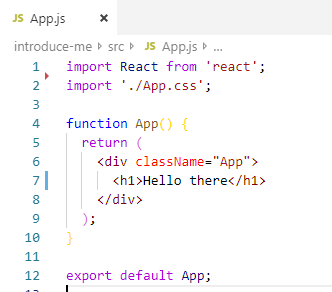 JS App.js ×
introduce-me > src > JS App.js > ...
1 import React from 'react';
2 import './App.css';
3
4 function App() {
5   return (
6     <div className="App">
7       <h1>Hello there</h1>
8     </div>
9   );
10 }
11
12 export default App;
13